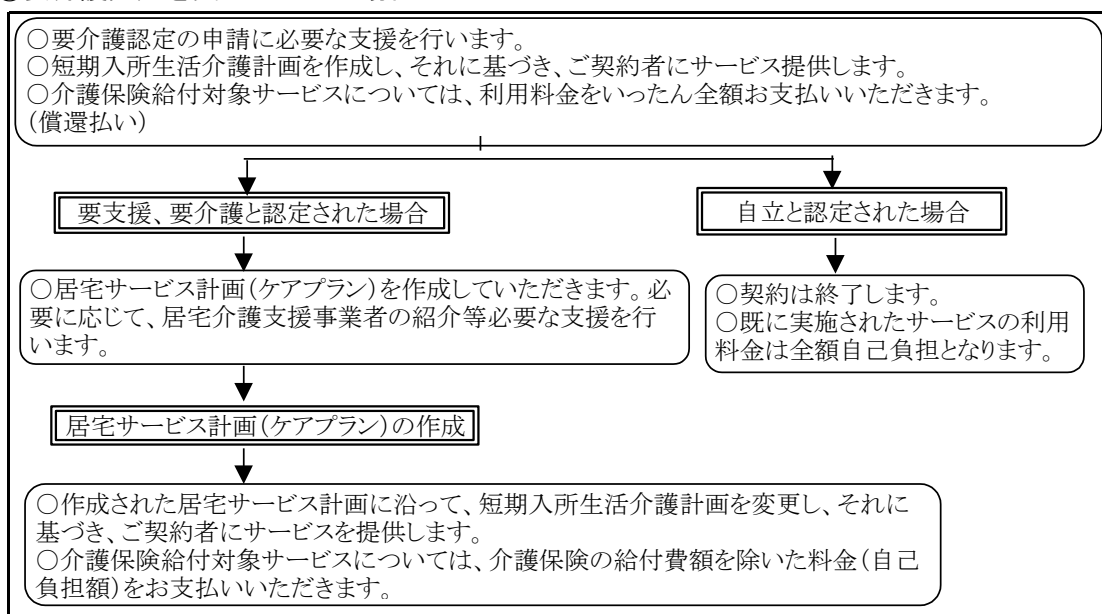 ○要介護認定の申請に必要な支援を行います。
○短期入所生活介護計画を作成し、それに基づき、ご契約者にサービス提供します。
○介護保険給付対象サービスについては、利用料金をいったん全額お支払いいただきます。
(償還払い)
要支援、要介護と認定された場合
自立と認定された場合
○居宅サービス計画(ケアプラン)を作成していただきます。必
要に応じて、居宅介護支援事業者の紹介等必要な支援を行
います。
○契約は終了します。
○既に実施されたサービスの利用
料金は全額自己負担となります。
居宅サービス計画(ケアプラン)の作成
○作成された居宅サービス計画に沿って、短期入所生活介護計画を変更し、それに
基づき、ご契約者にサービスを提供します。
○介護保険給付対象サービスについては、介護保険の給付費額を除いた料金(自己
負担額)をお支払いいただきます。